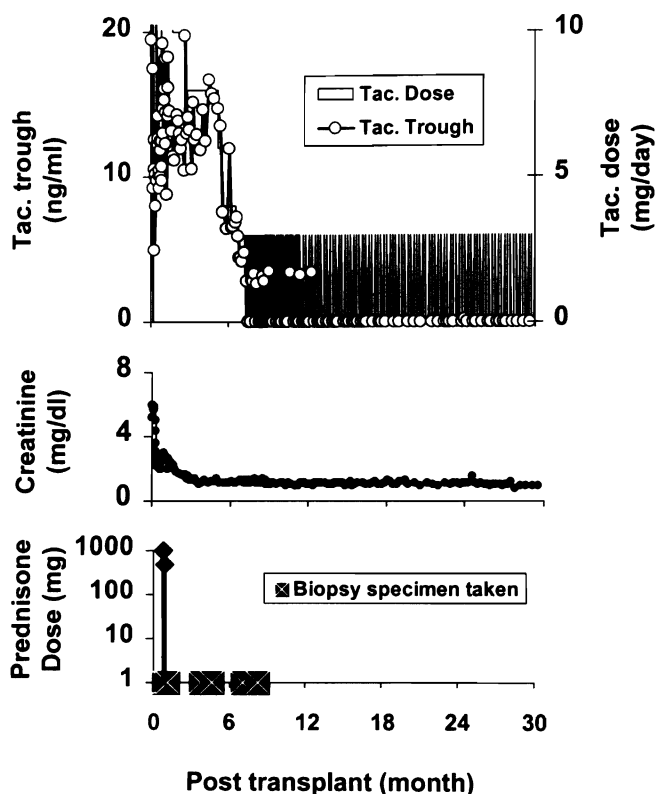 20
10
Tac. Dose
Tac. Trough
Tac. trough
(ng/ml)
10
5
Tac. dose
(mg/day)
0
0
8
Creatinine
(mg/dl)
4
0
1000
Prednisone
Dose (mg)
100
Biopsy specimen taken
10
1
0 6 12 18 24 30
Post transplant (month)